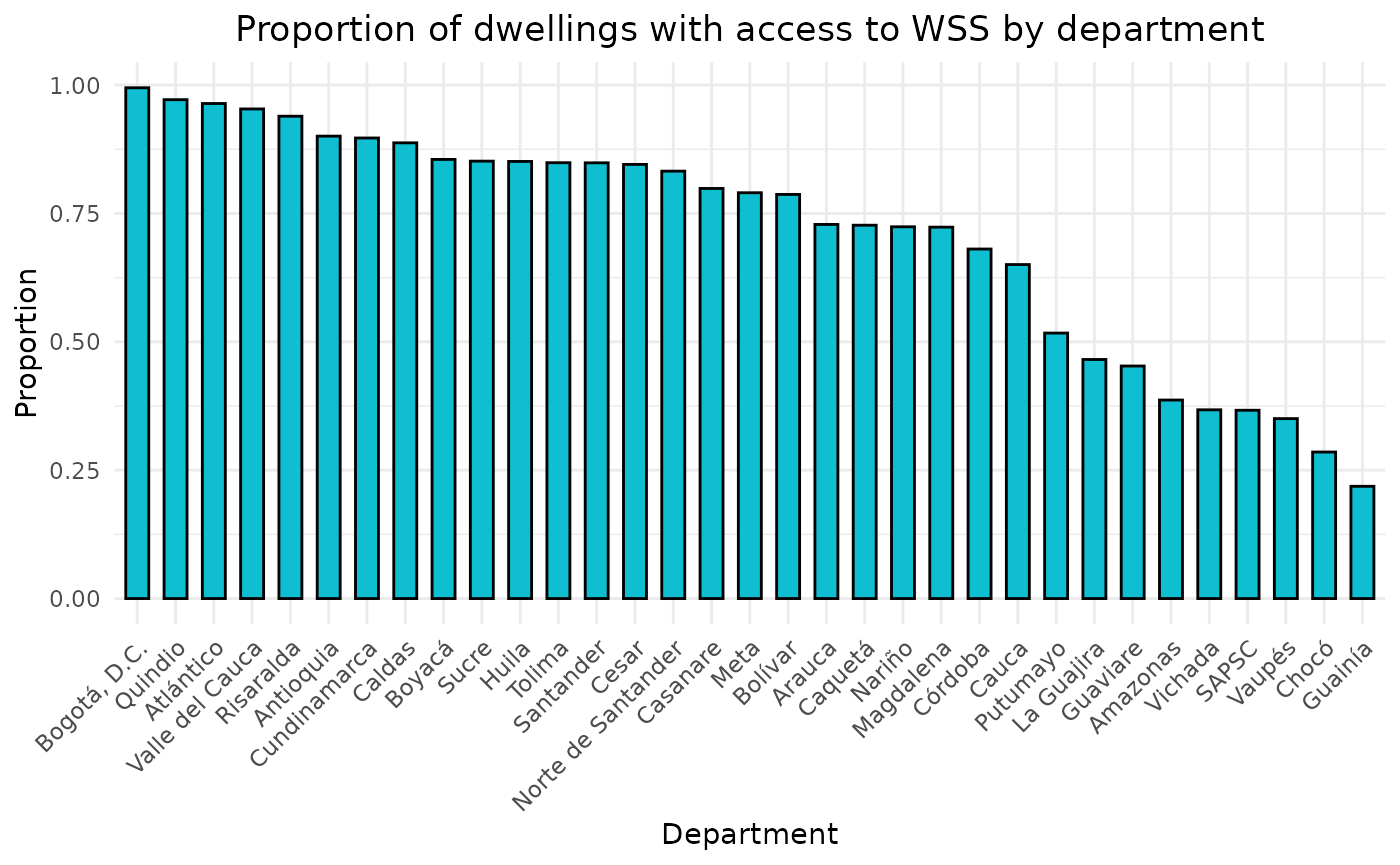 Proportion of dwellings with access to WSS by department
Proportion
1.00
0.75
0.50
0.25
0.00
Bogotá, D.C.
Quindio
Atlántico
Valle del Cauca
Risaralda
Antioquia
Cundinamarca
Caldas
Boyacá
Sucre
Huila
Tolima
Santander
Cesar
Norte de Santander
Casanare
Meta
Bolívar
Arauca
Caquetá
Nariño
Magdalena
Córdoba
Cauca
Putumayo
La Guajira
Guaviare
Amazonas
Vichada
SAPSC
Vaupés
Chocó
Guainía
Department